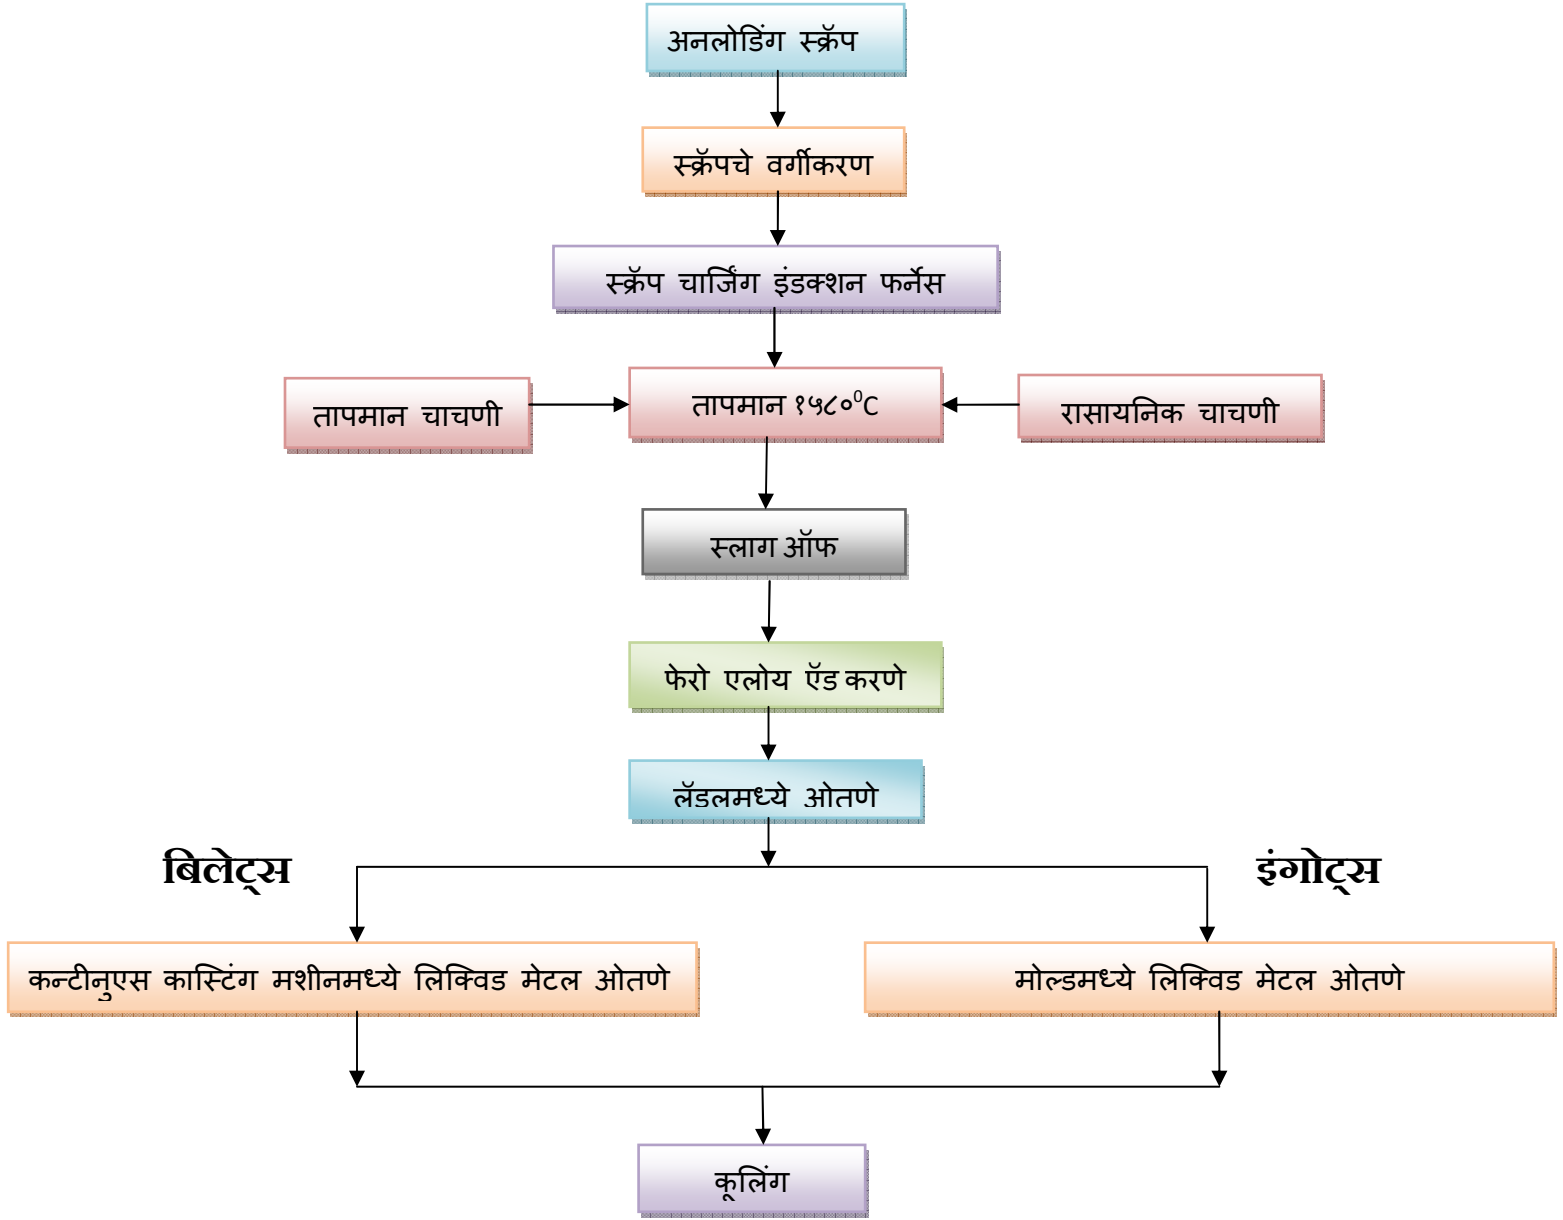 अनलोडिंग स्क्रॅप
स्क्रॅपचे वर्गीकरण
स्क्रॅप चार्जिंग इंडक्शन फर्नेस
तापमान चाचणी
तापमान १५८०⁰C
रासायनिक चाचणी
स्लाग ऑफ
फेरो एलोय ऍड करणे
लॅडलमध्ये ओतणे
बिलेट्स
इंगोट्स
कन्टीनुएस कास्टिंग मशीनमध्ये लिक्विड मेटल ओतणे
मोल्डमध्ये लिक्विड मेटल ओतणे
कूलिंग